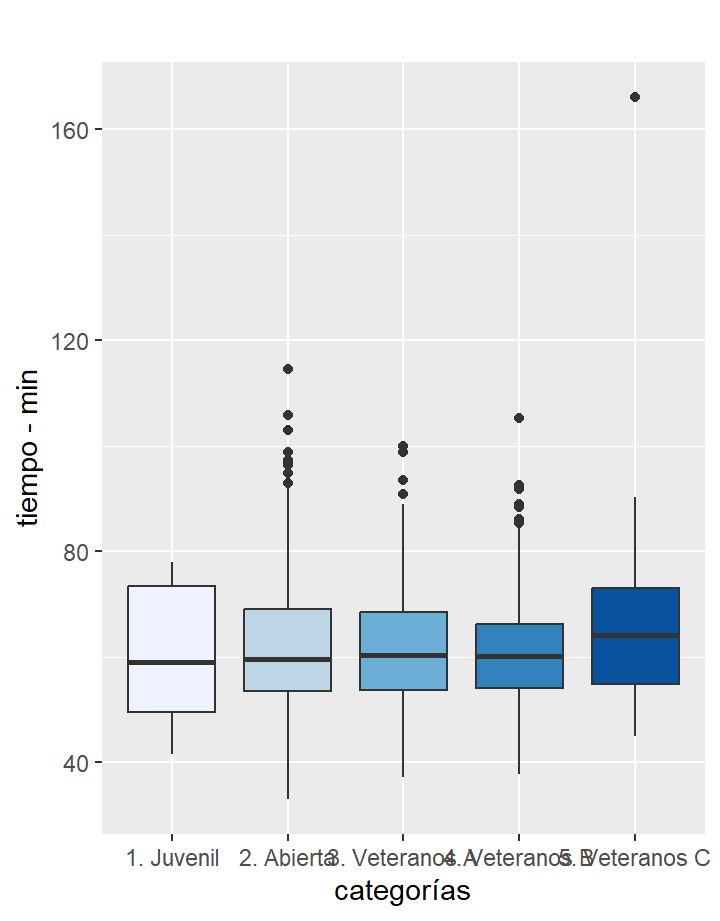 160
120
80
40
tiempo - min
1. Juvenil 2. Abierta 3. Veteranos A 4. Veteranos B 5. Veteranos C
categorías